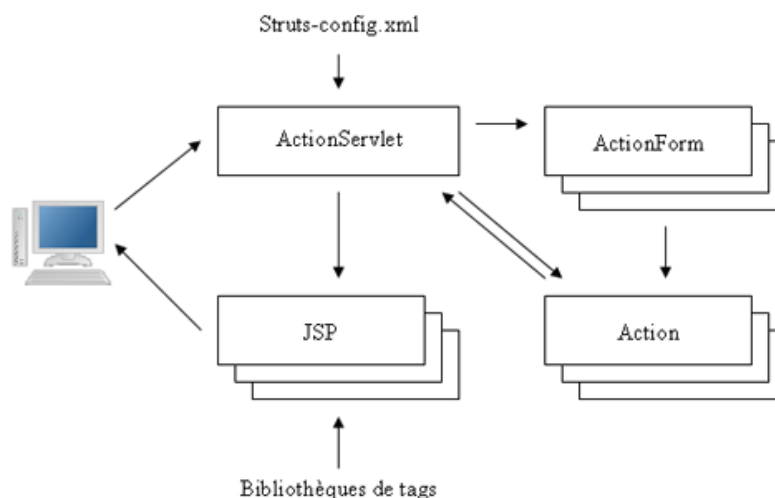 Struts-config.xml
ActionServlet
ActionForm
JSP
Action
Bibliothèques de tags